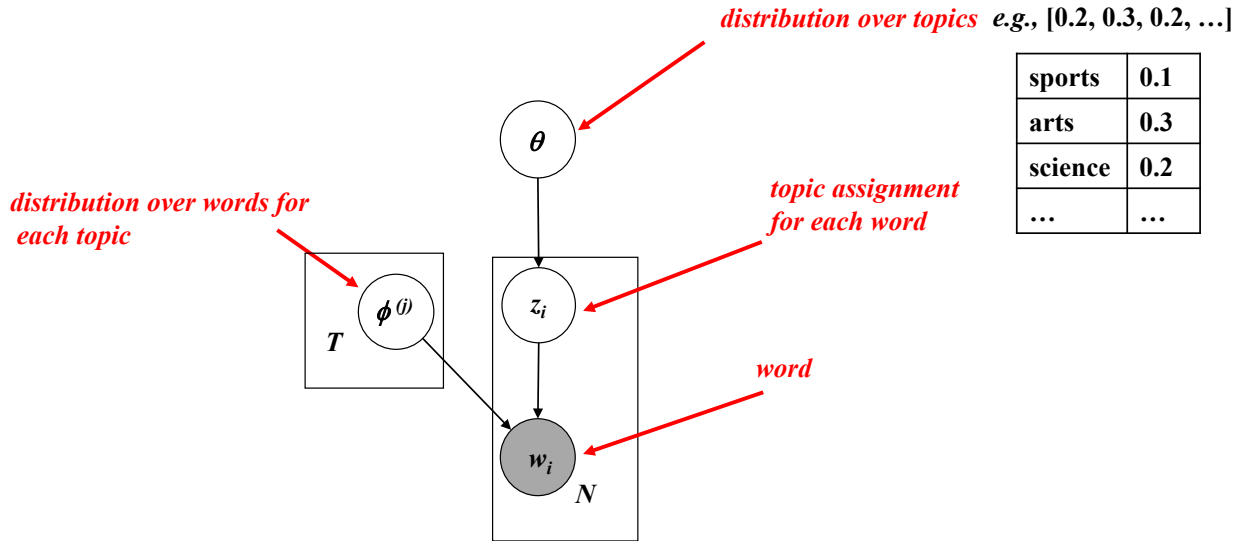 distribution over topics e.g., [0.2, 0.3, 0.2, …]
sports 0.1
arts 0.3
science 0.2
… …
θ
distribution over words for
each topic
topic assignment
for each word
ϕ(j)
T
zi
word
wi
N